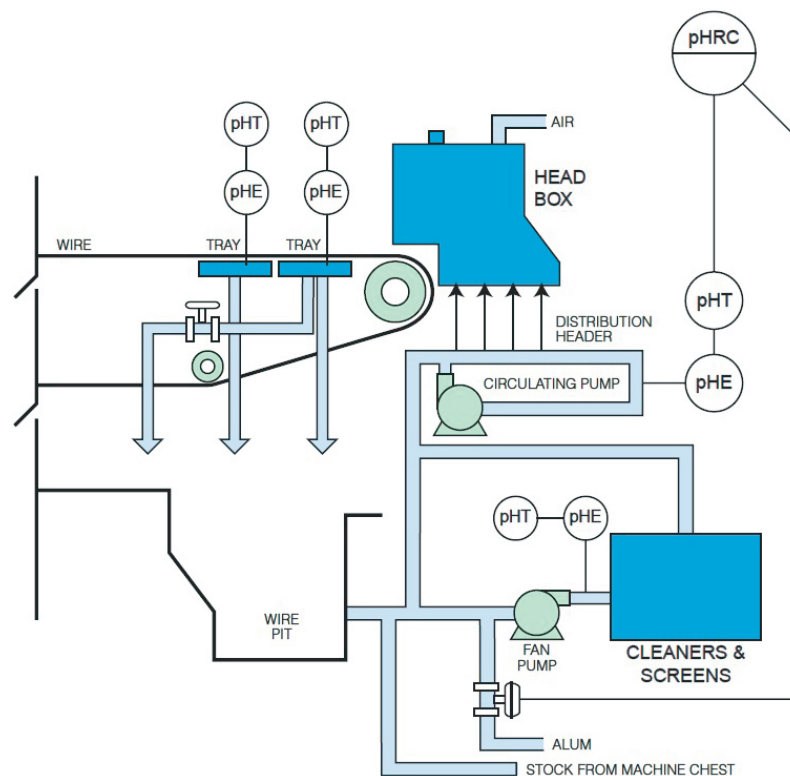 pHRC
AIR
pHT
pHT
pHE
pHE
HEAD
BOX
WIRE
TRAY
TRAY
pHT
DISTRIBUTION
HEADER
CIRCULATING PUMP
pHE
pHT
pHE
WIRE
PIT
FAN
PUMP
CLEANERS &
SCREENS
ALUM
STOCK FROM MACHINE CHEST